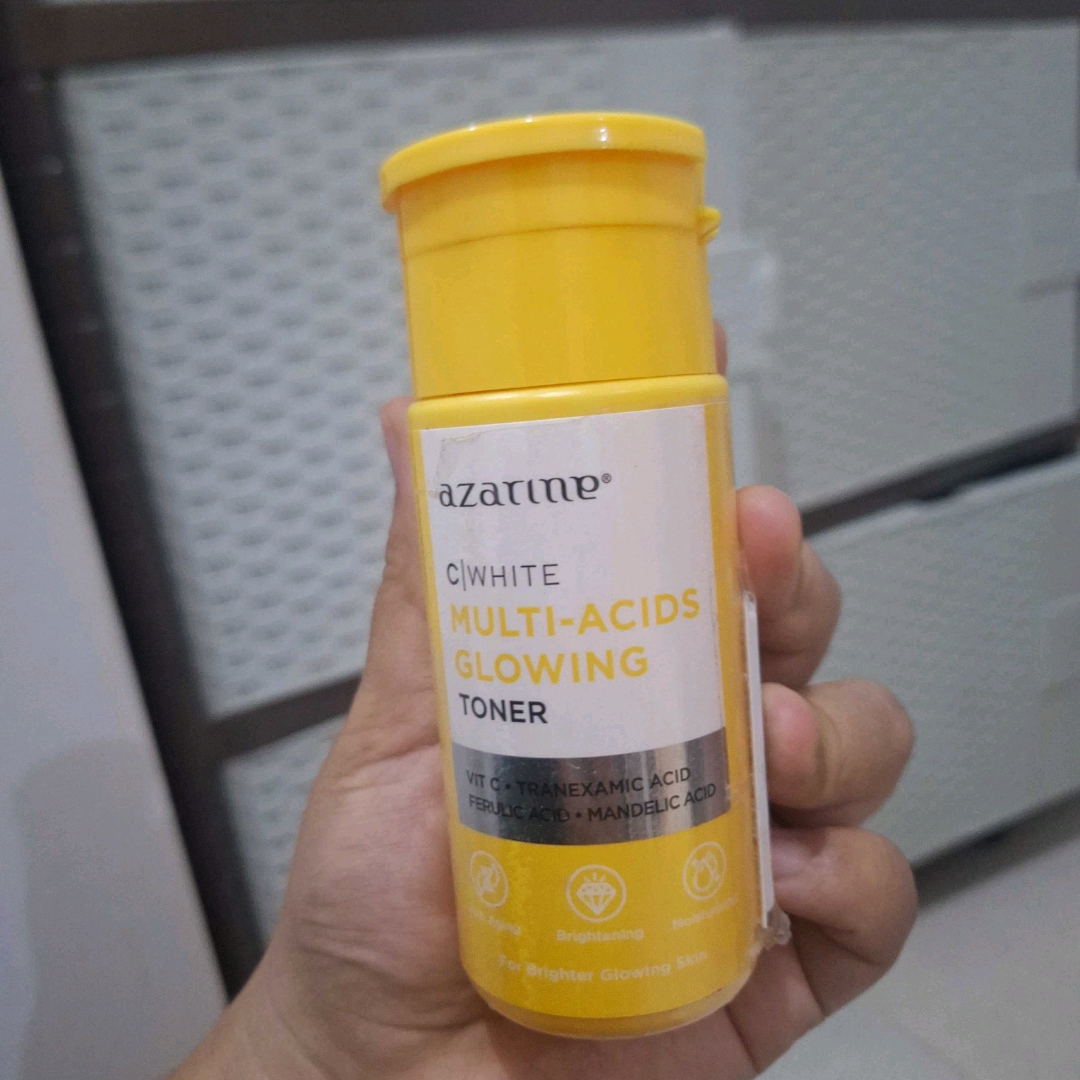 azarine®
C|WHITE
MULTI-ACIDS
GLOWING
TONER
VIT C • TRANEXAMIC ACID
FERULIC ACID • MANDELIC ACID
Brightening
For Brighter Glowing Skin